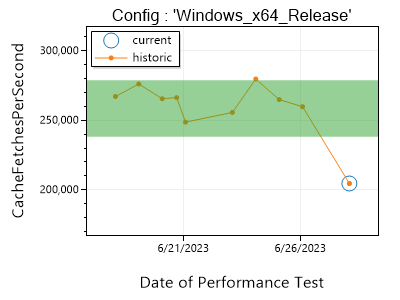 Config : 'Windows_x64_Release'
current
historic
300,000
250,000
200,000
CacheFetchesPerSecond
6/21/2023
6/26/2023
Date of Performance Test